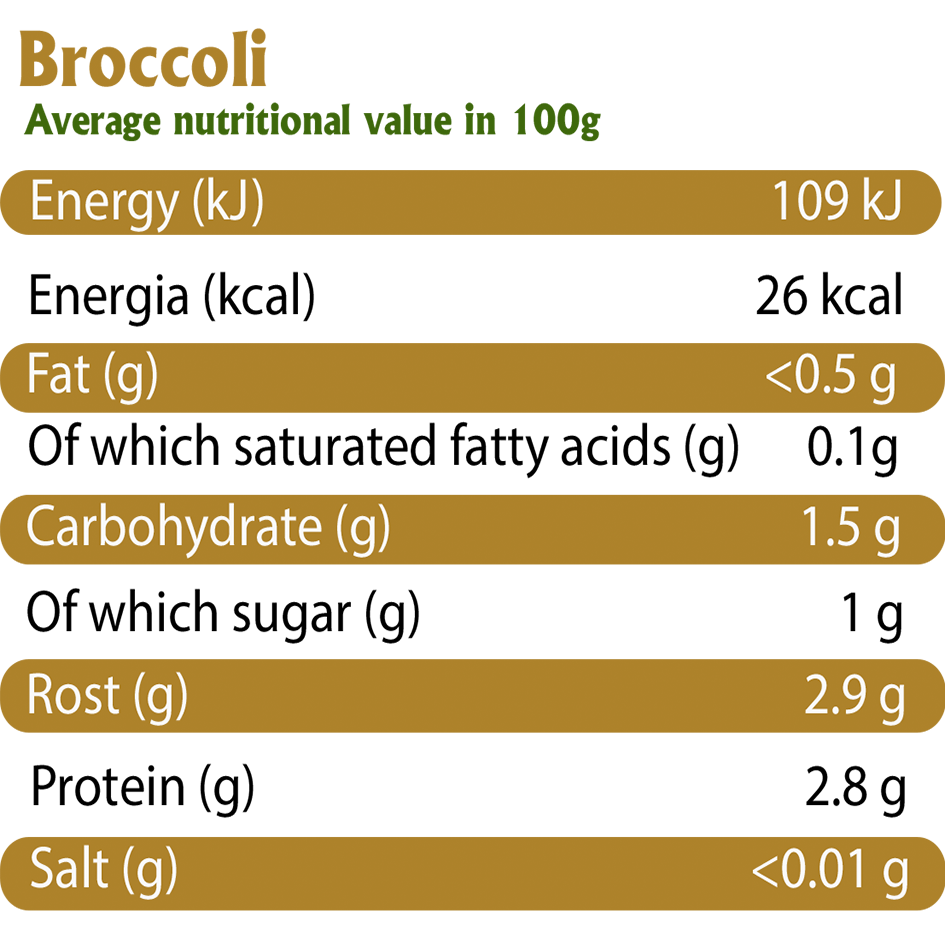 Broccoli
Average nutritional value in 100g
Energy (kJ) 109 kJ
Energia (kcal) 26 kcal
Fat (g) <0.5 g
Of which saturated fatty acids (g) 0.1g
Carbohydrate (g) 1.5 g
Of which sugar (g) 1 g
Rost (g) 2.9 g
Protein (g) 2.8 g
Salt (g) <0.01 g